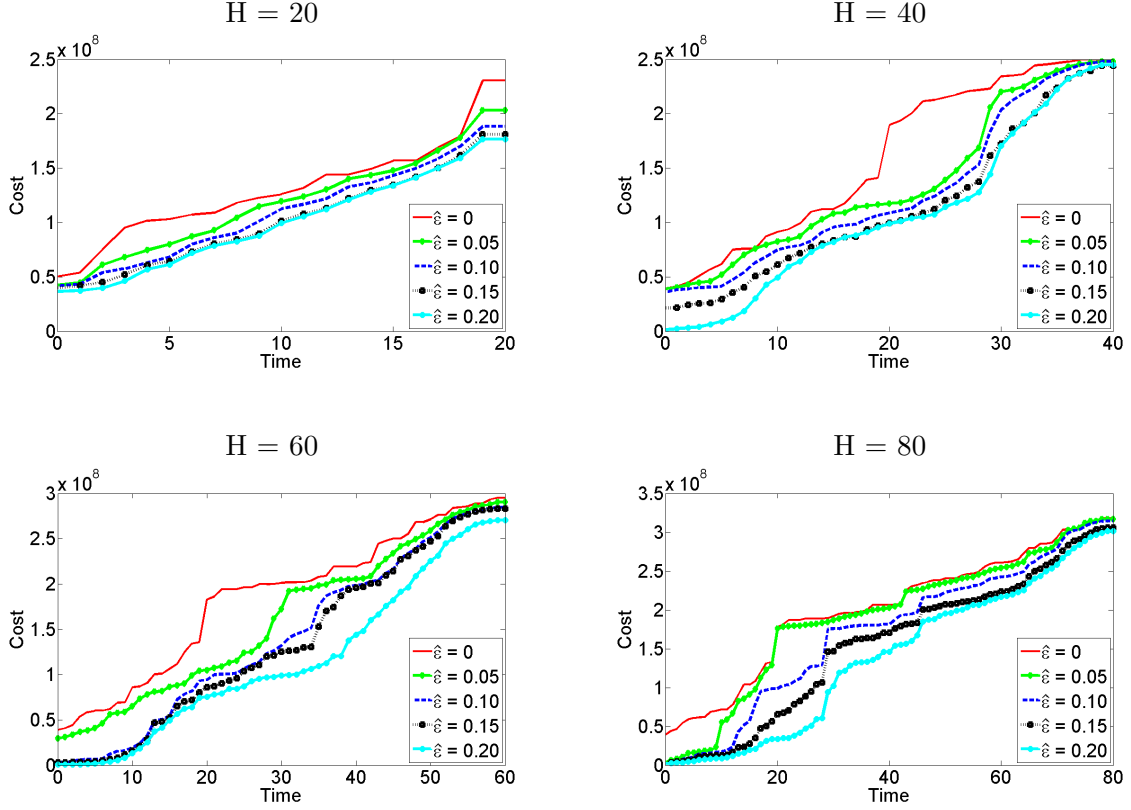 H = 20
x 10^8
2.5
2
1.5
1
0.5
0
0 5 10 15 20
Cost
Time
ε̂ = 0
ε̂ = 0.05
ε̂ = 0.10
ε̂ = 0.15
ε̂ = 0.20
H = 40
x 10^8
2.5
2
1.5
1
0.5
0
0 10 20 30 40
Cost
Time
ε̂ = 0
ε̂ = 0.05
ε̂ = 0.10
ε̂ = 0.15
ε̂ = 0.20
H = 60
x 10^8
3
2.5
2
1.5
1
0.5
0
0 10 20 30 40 50 60
Cost
Time
ε̂ = 0
ε̂ = 0.05
ε̂ = 0.10
ε̂ = 0.15
ε̂ = 0.20
H = 80
x 10^8
3.5
3
2.5
2
1.5
1
0.5
0
0 20 40 60 80
Cost
Time
ε̂ = 0
ε̂ = 0.05
ε̂ = 0.10
ε̂ = 0.15
ε̂ = 0.20